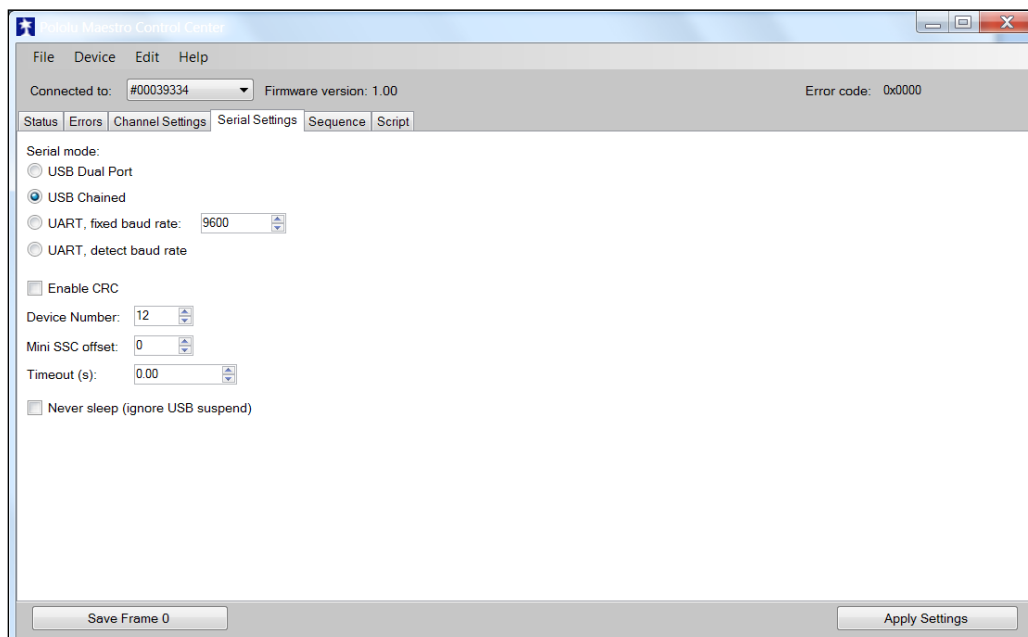 Pololu Maestro Control Center
File Device Edit Help
Connected to: #00039334 Firmware version: 1.00 Error code: 0x0000
Status Errors Channel Settings Serial Settings Sequence Script
Serial mode:
USB Dual Port
USB Chained
UART, fixed baud rate: 9600
UART, detect baud rate
Enable CRC
Device Number: 12
Mini SSC offset: 0
Timeout (s): 0.00
Never sleep (ignore USB suspend)
Save Frame 0 Apply Settings